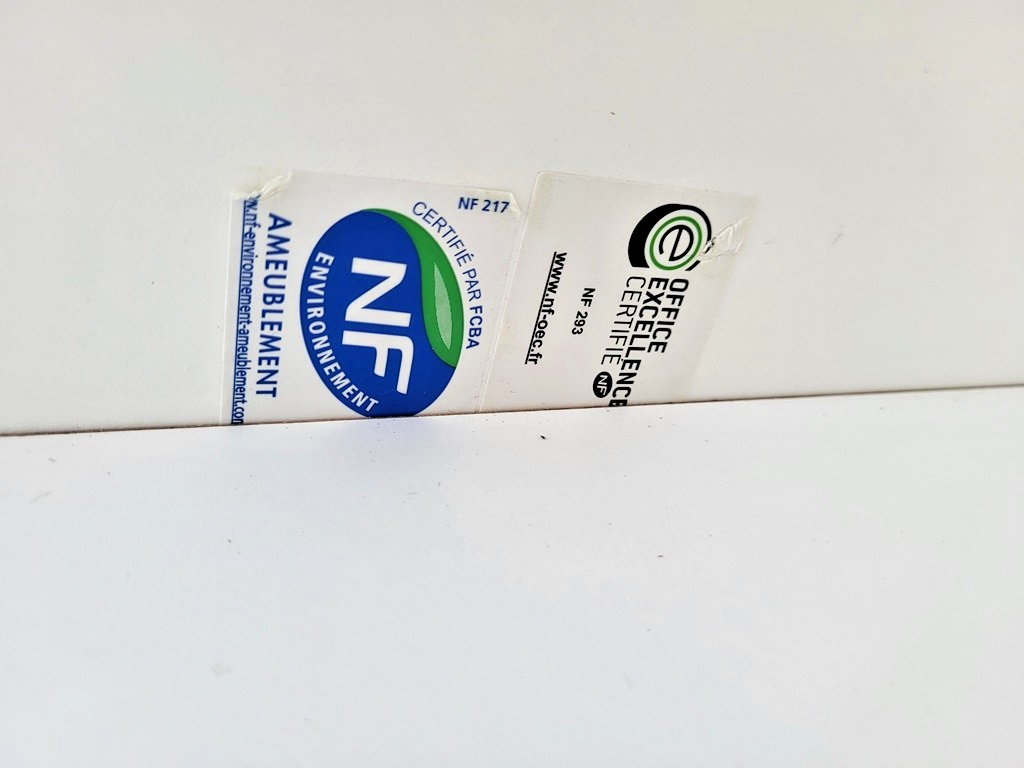 NF 217
CERTIFIÉ PAR FCBA
NF
ENVIRONNEMENT
AMEUBLEMENT
w.nf-environnement-ameublement.com
e
OFFICE
EXCELLENCE
CERTIFIÉ NF
NF 293
www.nf-oec.fr